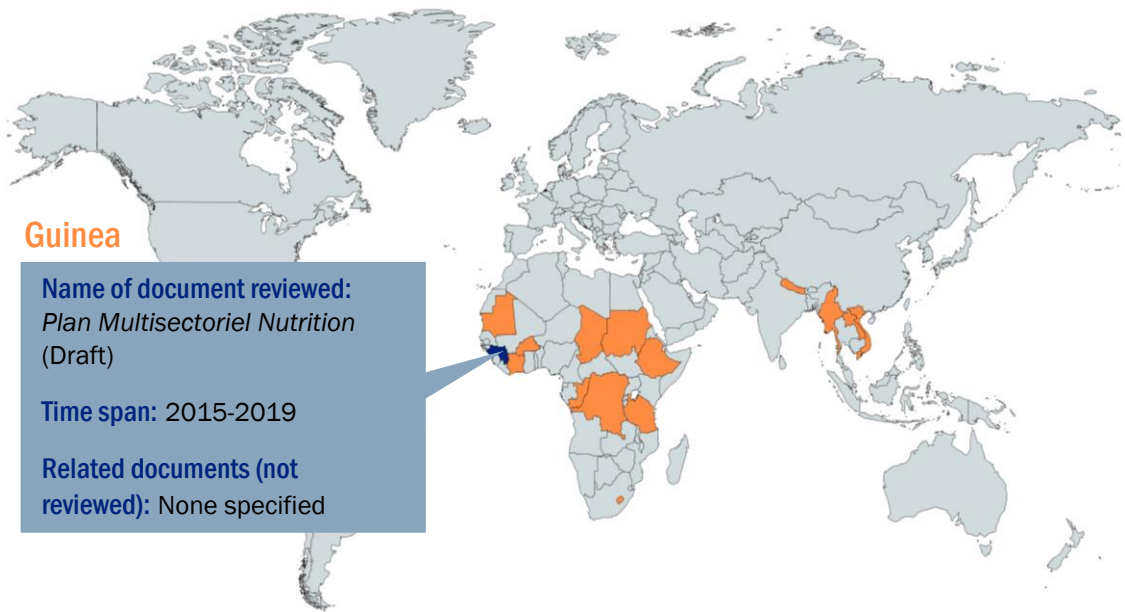 Guinea
Name of document reviewed:
Plan Multisectoriel Nutrition
(Draft)
Time span: 2015-2019
Related documents (not
reviewed): None specified